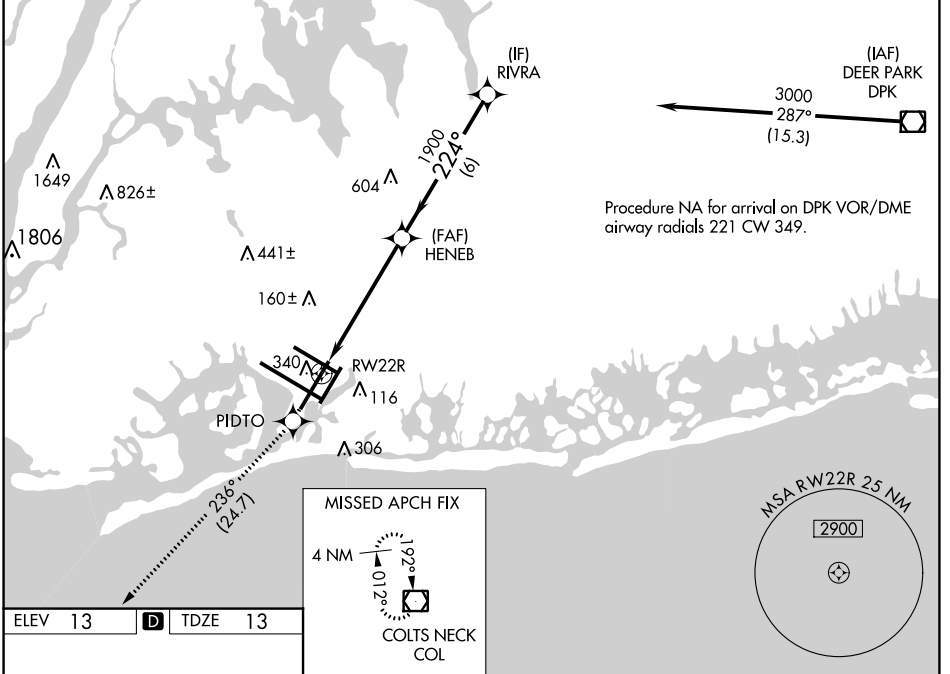 (IF)
RIVRA
(IAF)
DEER PARK
DPK
3000
287°
(15.3)
1900
224°
(6)
1649
826±
604
Procedure NA for arrival on DPK VOR/DME
airway radials 221 CW 349.
1806
441±
(FAF)
HENEB
160±
340
RW22R
116
PIDTO
306
236°
(24.7)
MISSED APCH FIX
4 NM
192°
012°
COLTS NECK
COL
MSA RW22R 25 NM
2900
ELEV 13
D
TDZE 13